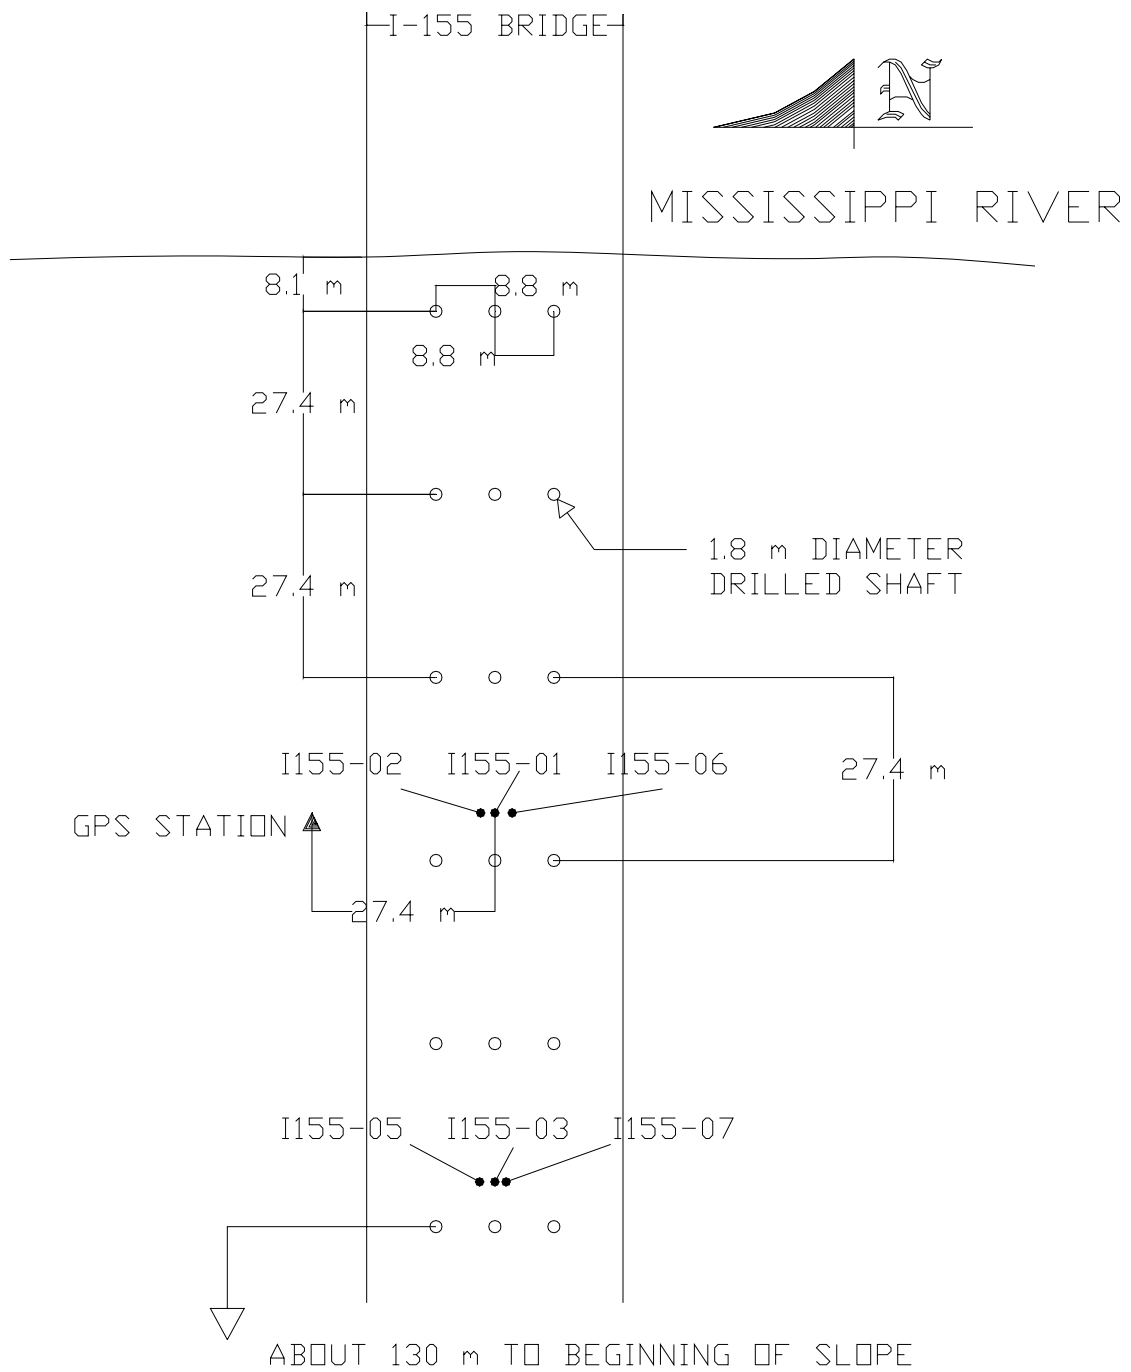 I-155 BRIDGE
N
MISSISSIPPI RIVER
8.1 m
8.8 m
8.8 m
27.4 m
27.4 m
1.8 m DIAMETER
DRILLED SHAFT
I155-02 I155-01 I155-06
27.4 m
GPS STATION
27.4 m
I155-05 I155-03 I155-07
ABOUT 130 m TO BEGINNING OF SLOPE